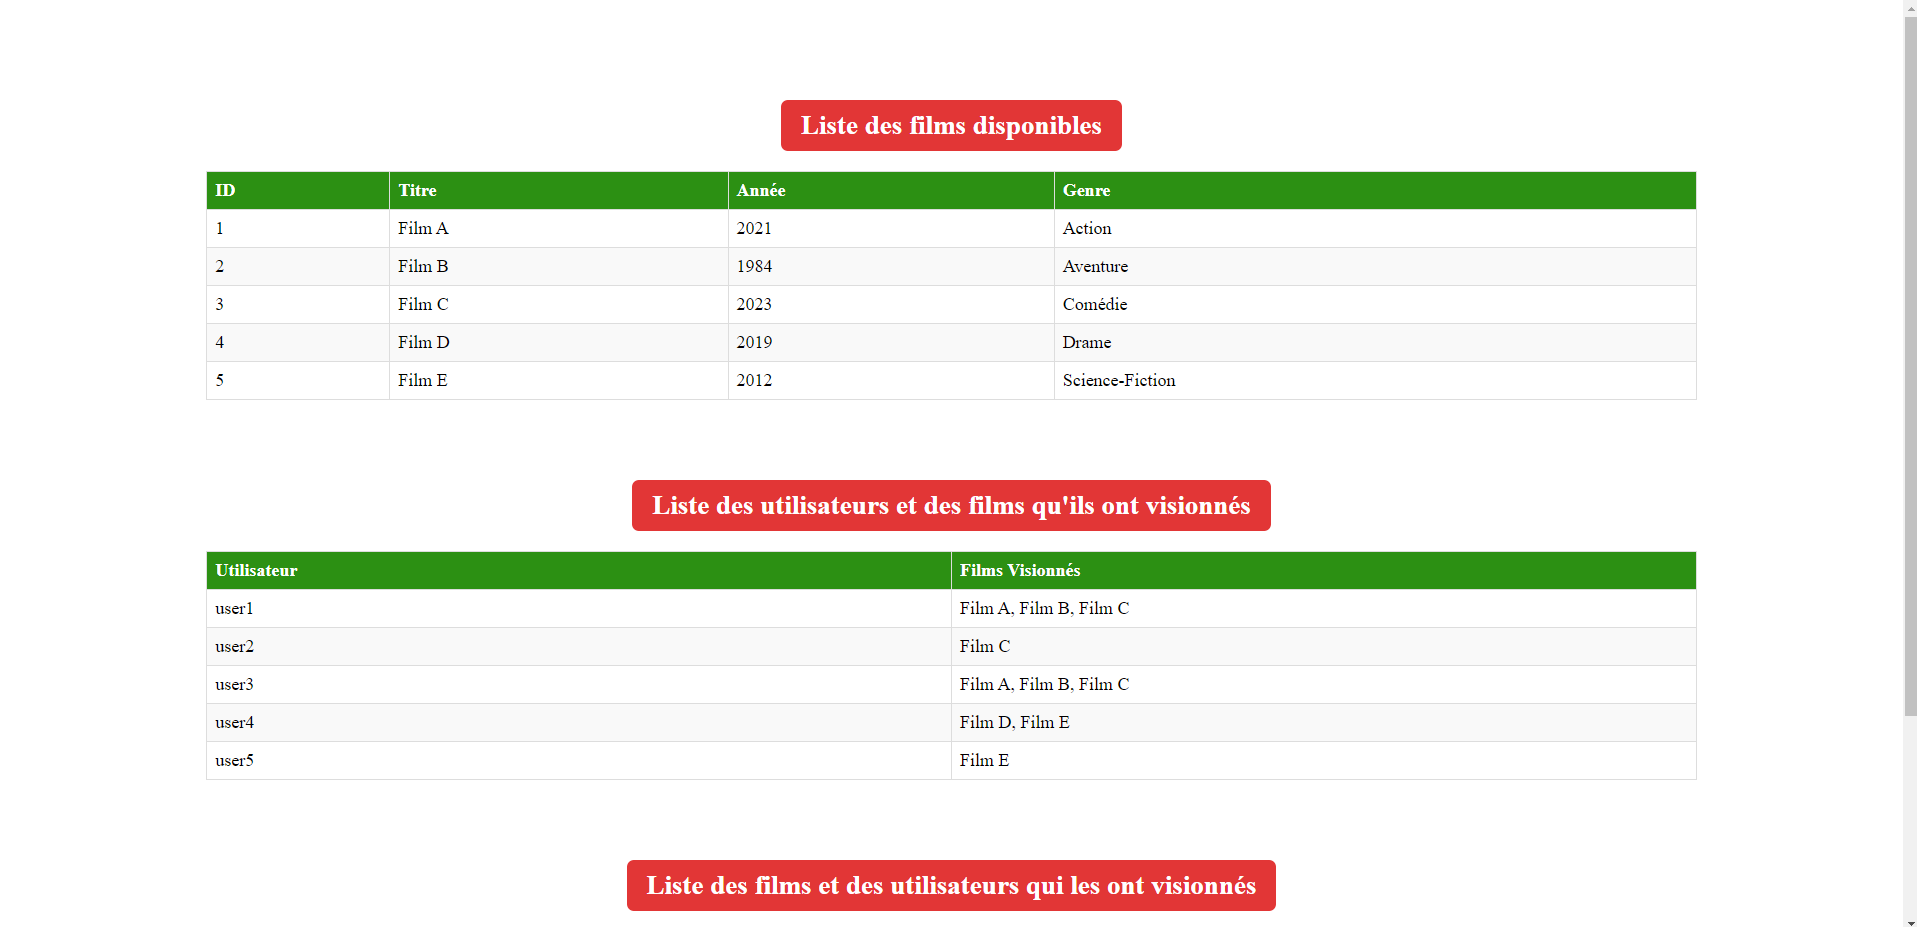 Liste des films disponibles
ID Titre Année Genre
1 Film A 2021 Action
2 Film B 1984 Aventure
3 Film C 2023 Comédie
4 Film D 2019 Drame
5 Film E 2012 Science-Fiction
Liste des utilisateurs et des films qu'ils ont visionnés
Utilisateur Films Visionnés
user1 Film A, Film B, Film C
user2 Film C
user3 Film A, Film B, Film C
user4 Film D, Film E
user5 Film E
Liste des films et des utilisateurs qui les ont visionnés